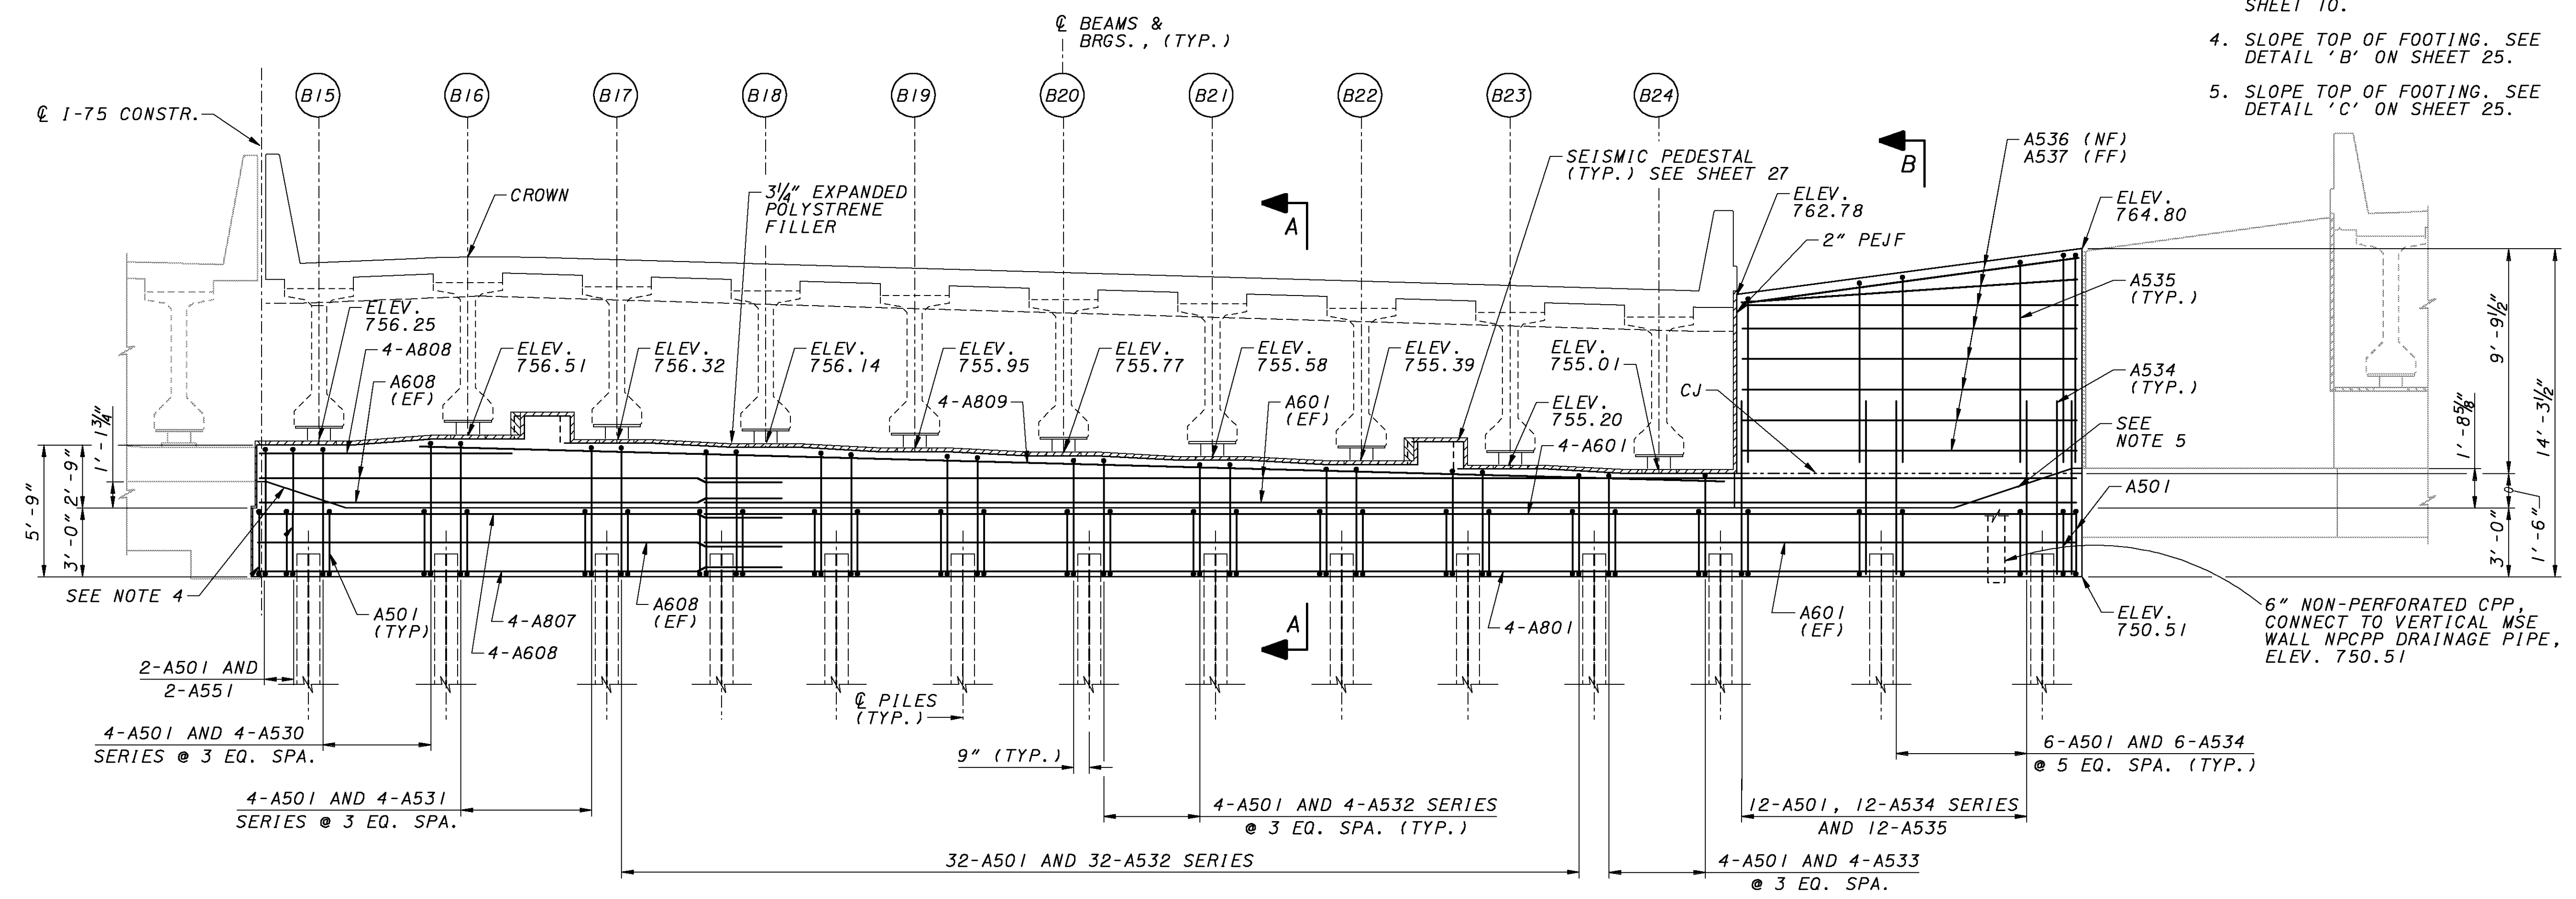 SHEET 10.
4. SLOPE TOP OF FOOTING. SEE
DETAIL 'B' ON SHEET 25.
5. SLOPE TOP OF FOOTING. SEE
DETAIL 'C' ON SHEET 25.
℄ BEAMS &
BRGS., (TYP.)
℄ I-75 CONSTR.
B15
B16
B17
B18
B19
B20
B21
B22
B23
B24
CROWN
3¼" EXPANDED
POLYSTRENE
FILLER
A
SEISMIC PEDESTAL
(TYP.) SEE SHEET 27
B
A536 (NF)
A537 (FF)
ELEV.
762.78
2" PEJF
ELEV.
764.80
A535
(TYP.)
A534
(TYP.)
SEE
NOTE 5
A501
ELEV.
756.25
4-A808
A608
(EF)
ELEV.
756.51
ELEV.
756.32
ELEV.
756.14
ELEV.
755.95
4-A809
ELEV.
755.77
ELEV.
755.58
A601
(EF)
ELEV.
755.39
ELEV.
755.01
ELEV.
755.20
4-A601
CJ
5'-9"
3'-0"
2'-9"
1'-1¾"
9'-9½"
14'-3½"
1'-8⅝"
3'-0"
1'-6"
SEE NOTE 4
A501
(TYP)
4-A807
4-A608
A608
(EF)
A
4-A801
A601
(EF)
ELEV.
750.51
6" NON-PERFORATED CPP,
CONNECT TO VERTICAL MSE
WALL NPCPP DRAINAGE PIPE,
ELEV. 750.51
2-A501 AND
2-A551
℄ PILES
(TYP.)
4-A501 AND 4-A530
SERIES @ 3 EQ. SPA.
9" (TYP.)
6-A501 AND 6-A534
@ 5 EQ. SPA. (TYP.)
4-A501 AND 4-A531
SERIES @ 3 EQ. SPA.
4-A501 AND 4-A532 SERIES
@ 3 EQ. SPA. (TYP.)
12-A501, 12-A534 SERIES
AND 12-A535
32-A501 AND 32-A532 SERIES
4-A501 AND 4-A533
@ 3 EQ. SPA.